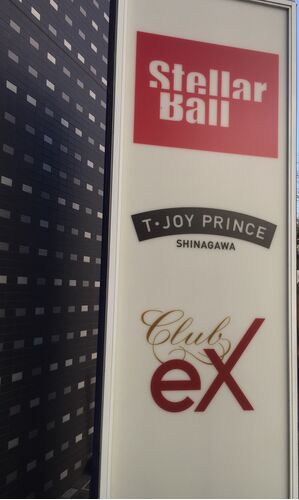 Stellar
Ball
T・JOY PRINCE
SHINAGAWA
Club
eX